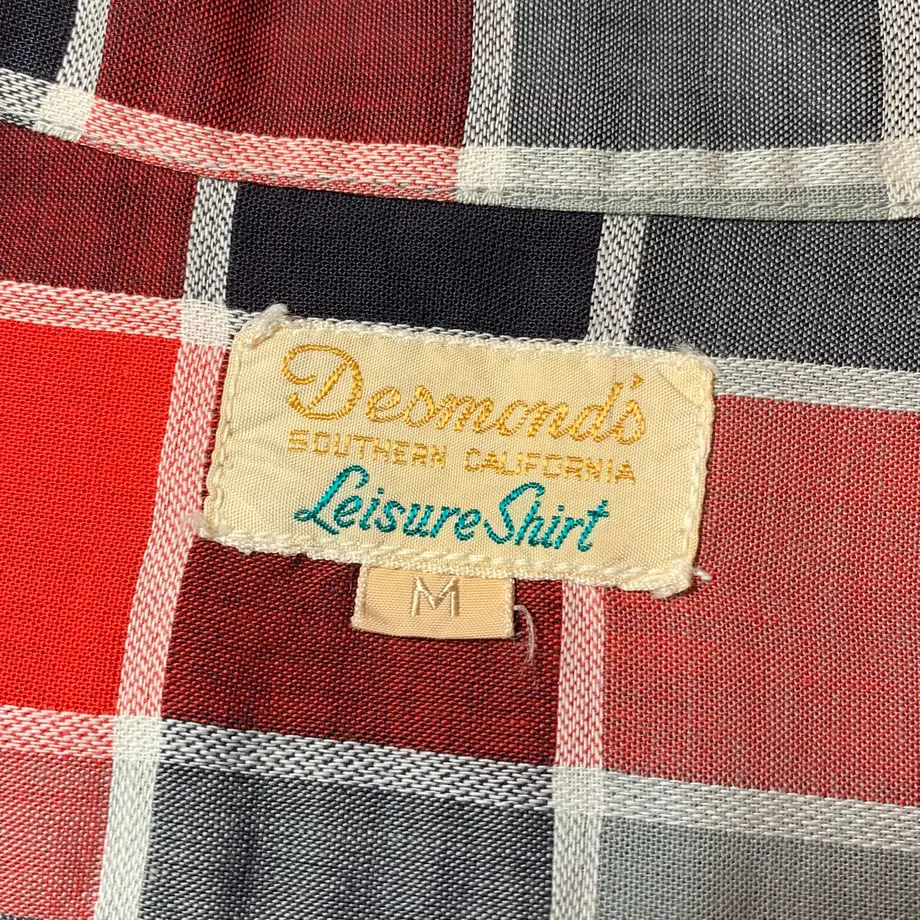 Desmond's
SOUTHERN CALIFORNIA
Leisure Shirt
M